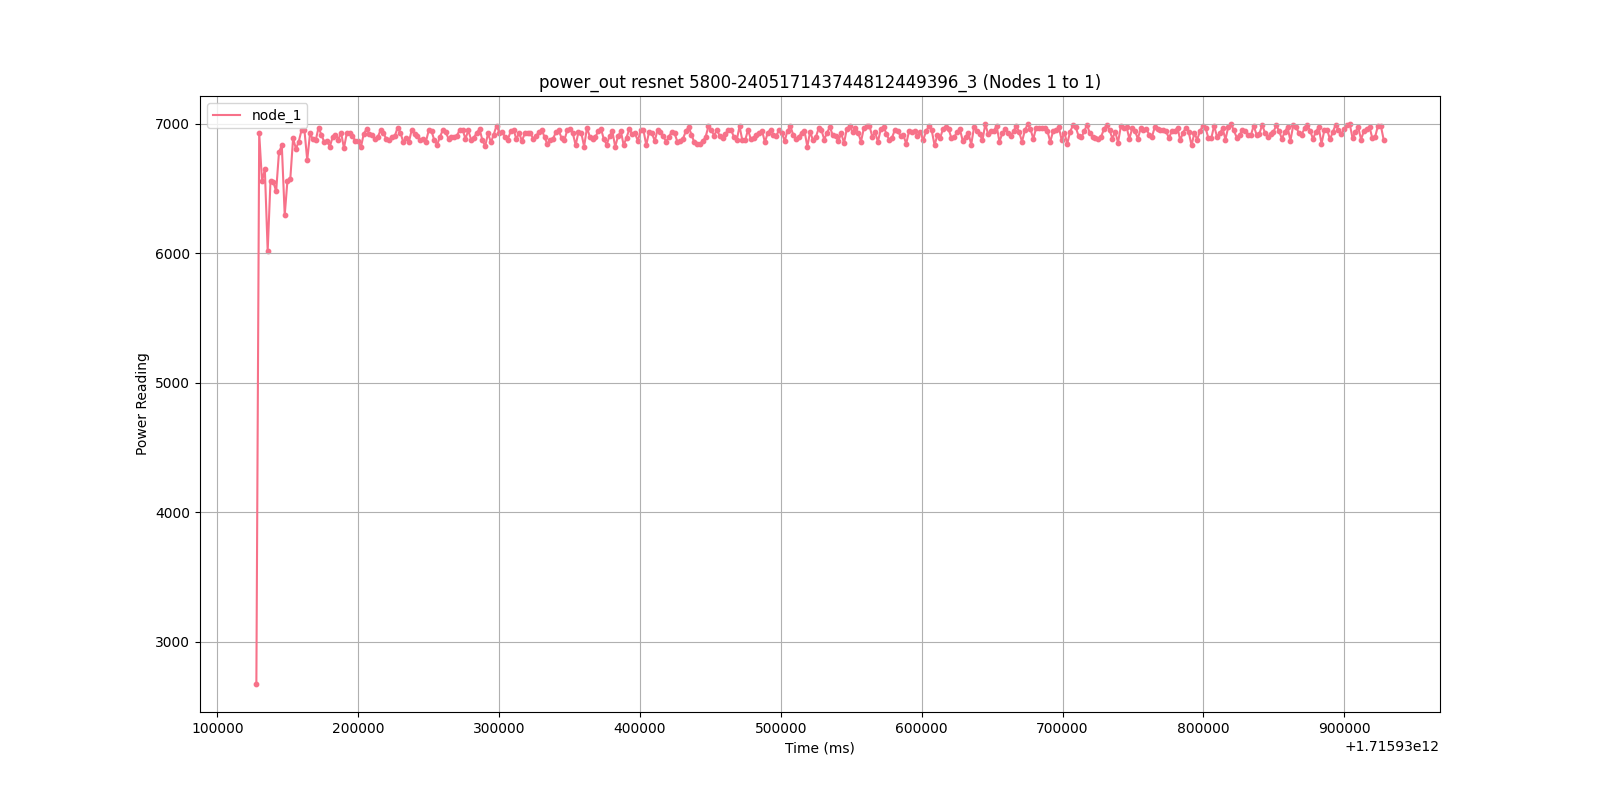 power_out resnet 5800-240517143744812449396_3 (Nodes 1 to 1)
node_1
7000
6000
5000
4000
3000
Power Reading
100000 200000 300000 400000 500000 600000 700000 800000 900000
Time (ms)
+1.71593e12